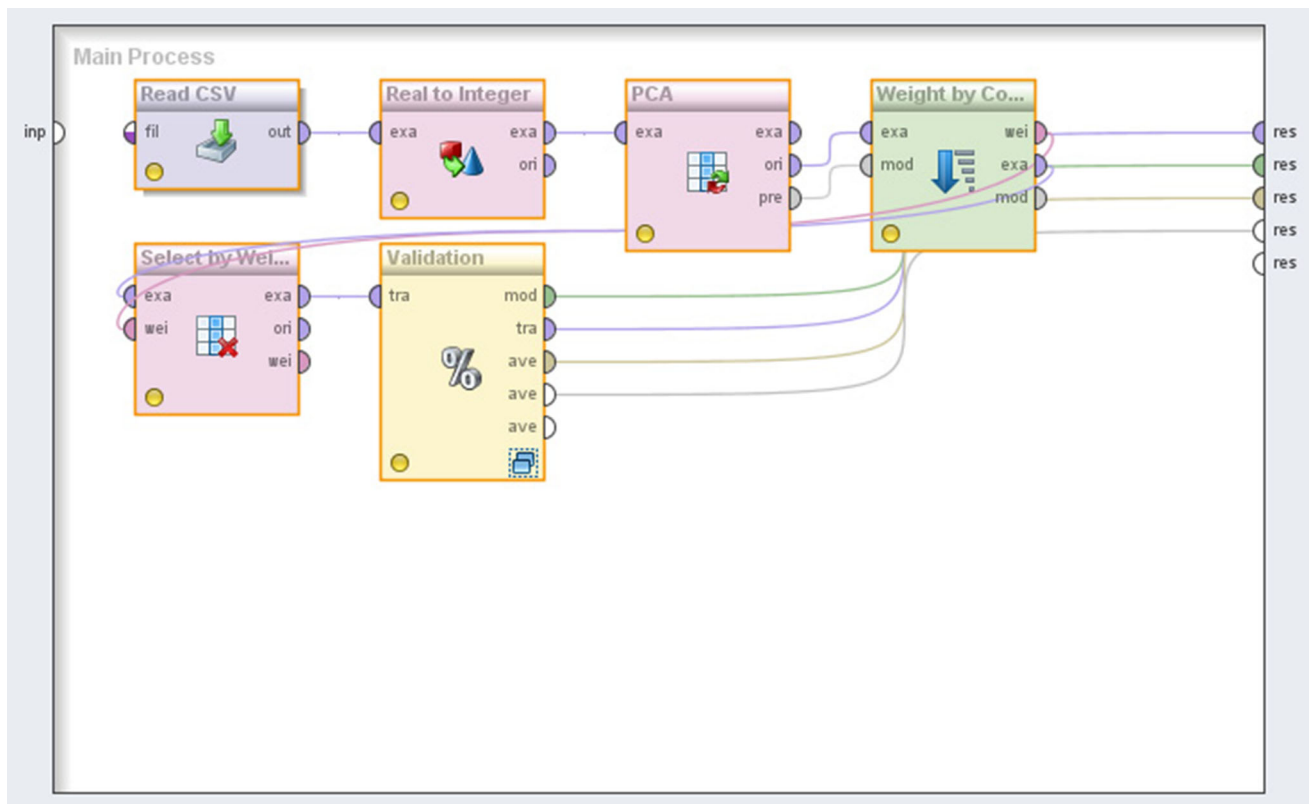 Main Process
Read CSV
Real to Integer
PCA
Weight by Co...
inp
fil
out
exa
exa
exa
exa
exa
wei
res
ori
ori
mod
exa
res
pre
mod
res
res
Select by Wei...
Validation
res
exa
exa
tra
mod
wei
ori
tra
wei
ave
%
ave
ave